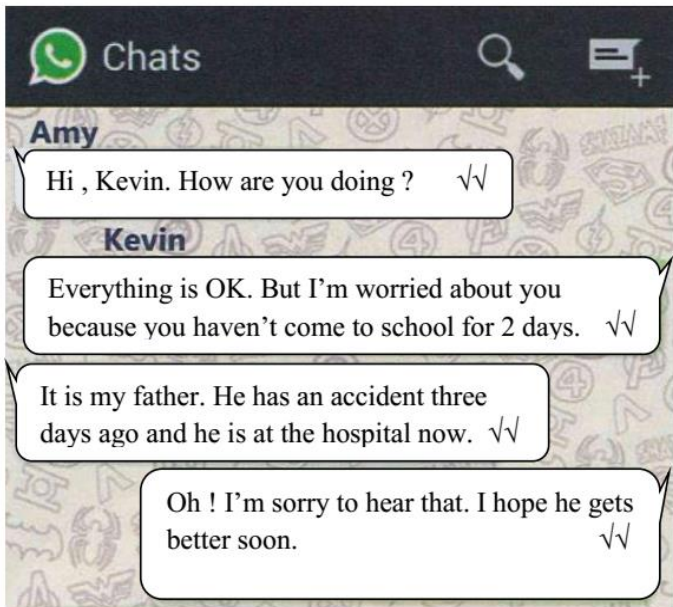 Chats
Amy
Hi , Kevin. How are you doing ? √√
Kevin
Everything is OK. But I’m worried about you
because you haven’t come to school for 2 days. √√
It is my father. He has an accident three
days ago and he is at the hospital now. √√
Oh ! I’m sorry to hear that. I hope he gets
better soon. √√